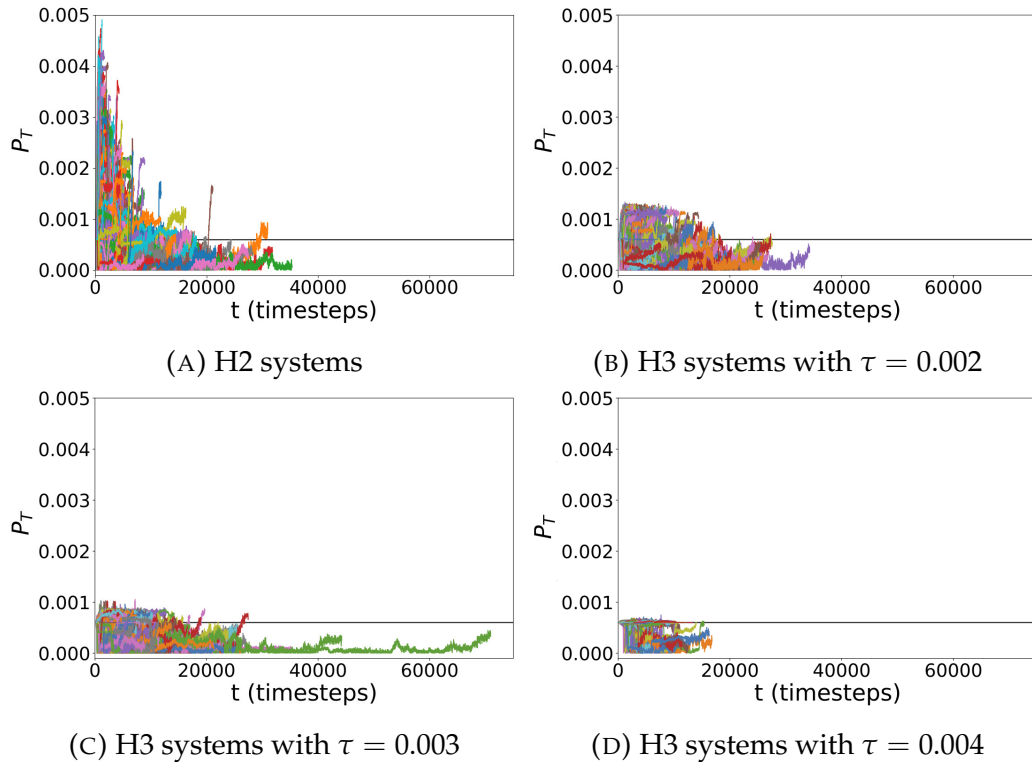 0.005
0.004
0.003
0.002
0.001
0.000
P_T
0 20000 40000 60000
t (timesteps)
(A) H2 systems
0.005
0.004
0.003
0.002
0.001
0.000
P_T
0 20000 40000 60000
t (timesteps)
(B) H3 systems with τ = 0.002
0.005
0.004
0.003
0.002
0.001
0.000
P_T
0 20000 40000 60000
t (timesteps)
(C) H3 systems with τ = 0.003
0.005
0.004
0.003
0.002
0.001
0.000
P_T
0 20000 40000 60000
t (timesteps)
(D) H3 systems with τ = 0.004